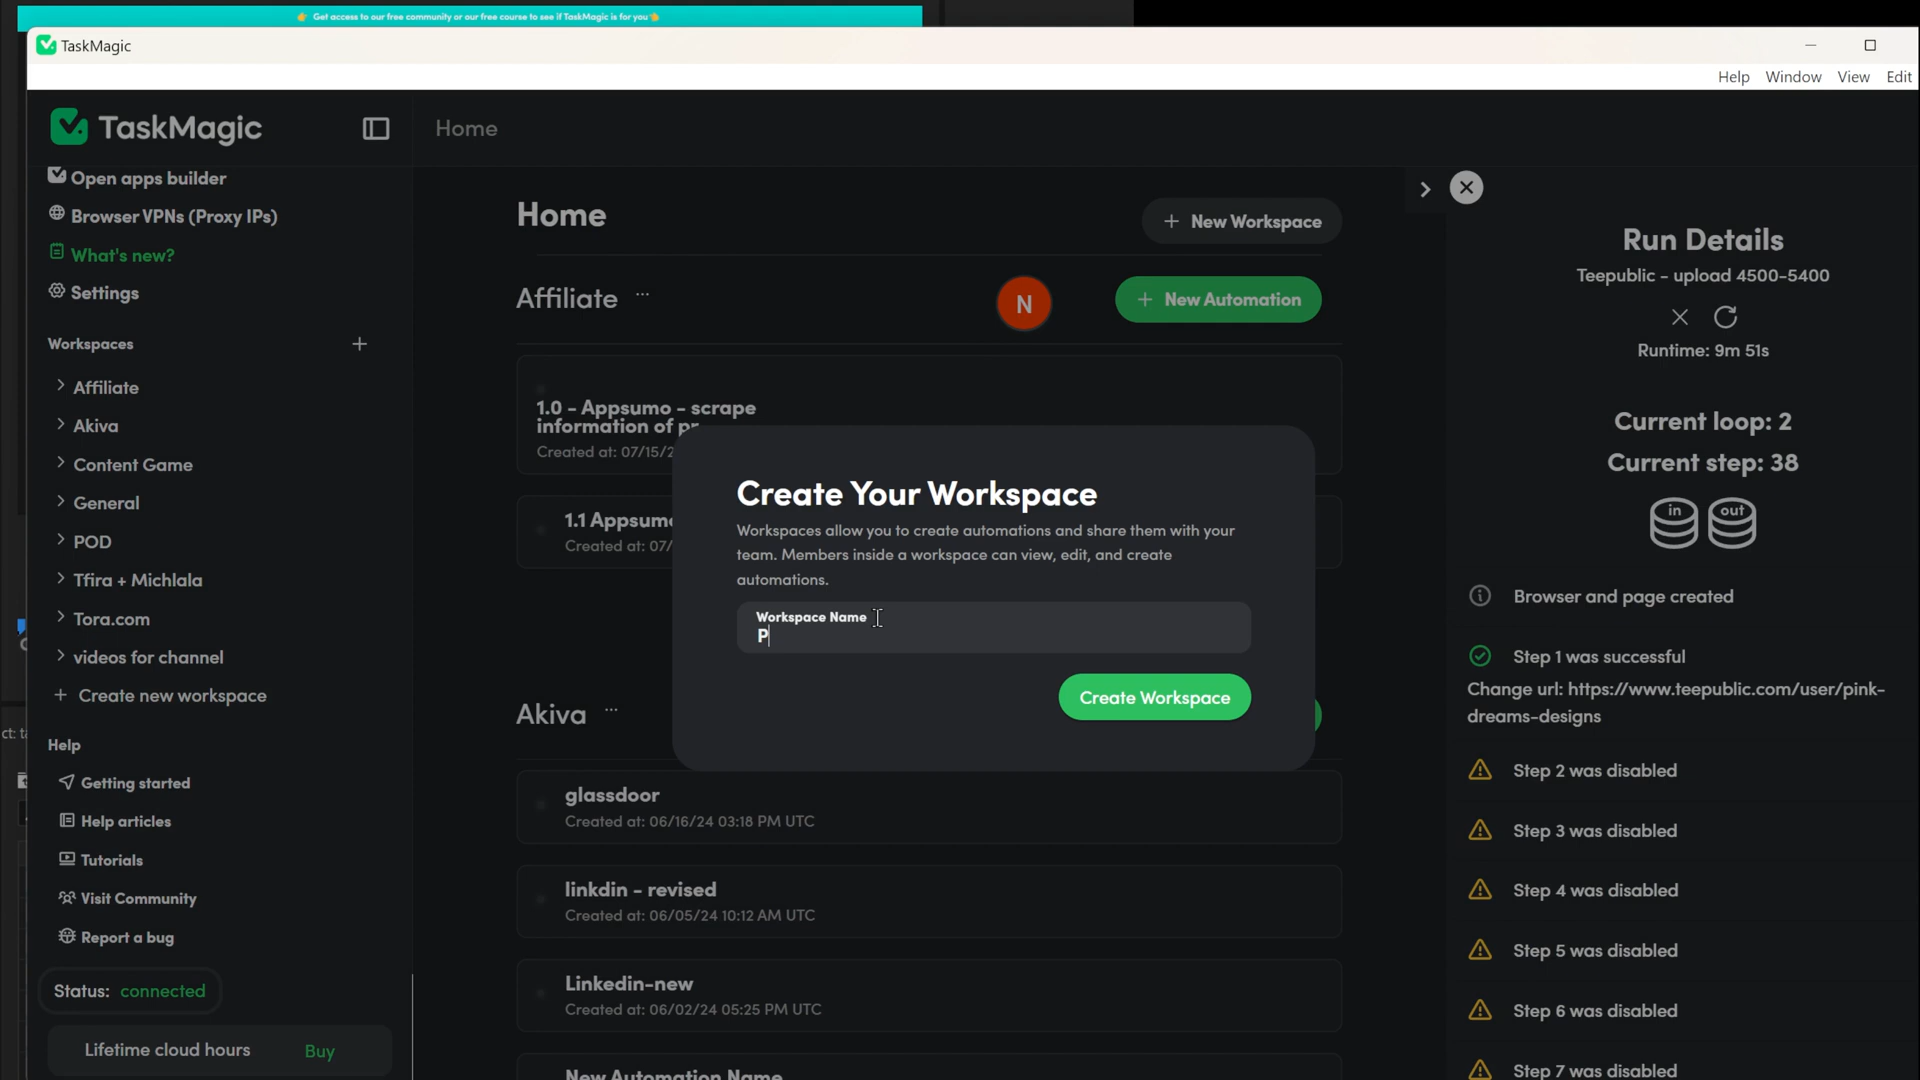 Get access to our free community or our free course to see if TaskMagic is for you
TaskMagic
Help Window View Edit
TaskMagic
Home
Open apps builder
Browser VPNs (Proxy IPs)
What's new?
Settings
Workspaces
Affiliate
Akiva
Content Game
General
POD
Tfira + Michlala
Tora.com
videos for channel
+ Create new workspace
Help
Getting started
Help articles
Tutorials
Visit Community
Report a bug
Status: connected
Lifetime cloud hours Buy
Home
+ New Workspace
Affiliate ...
N
+ New Automation
1.0 - Appsumo - scrape
information of pr
Created at: 07/15/2
1.1 Appsumo
Created at: 07/
Create Your Workspace
Workspaces allow you to create automations and share them with your
team. Members inside a workspace can view, edit, and create
automations.
Workspace Name
P
Create Workspace
Akiva ...
glassdoor
Created at: 06/16/24 03:18 PM UTC
linkdin - revised
Created at: 06/05/24 10:12 AM UTC
Linkedin-new
Created at: 06/02/24 05:25 PM UTC
New Automation Name
Run Details
Teepublic - upload 4500-5400
Runtime: 9m 51s
Current loop: 2
Current step: 38
in out
Browser and page created
Step 1 was successful
Change url: https://www.teepublic.com/user/pink-
dreams-designs
Step 2 was disabled
Step 3 was disabled
Step 4 was disabled
Step 5 was disabled
Step 6 was disabled
Step 7 was disabled